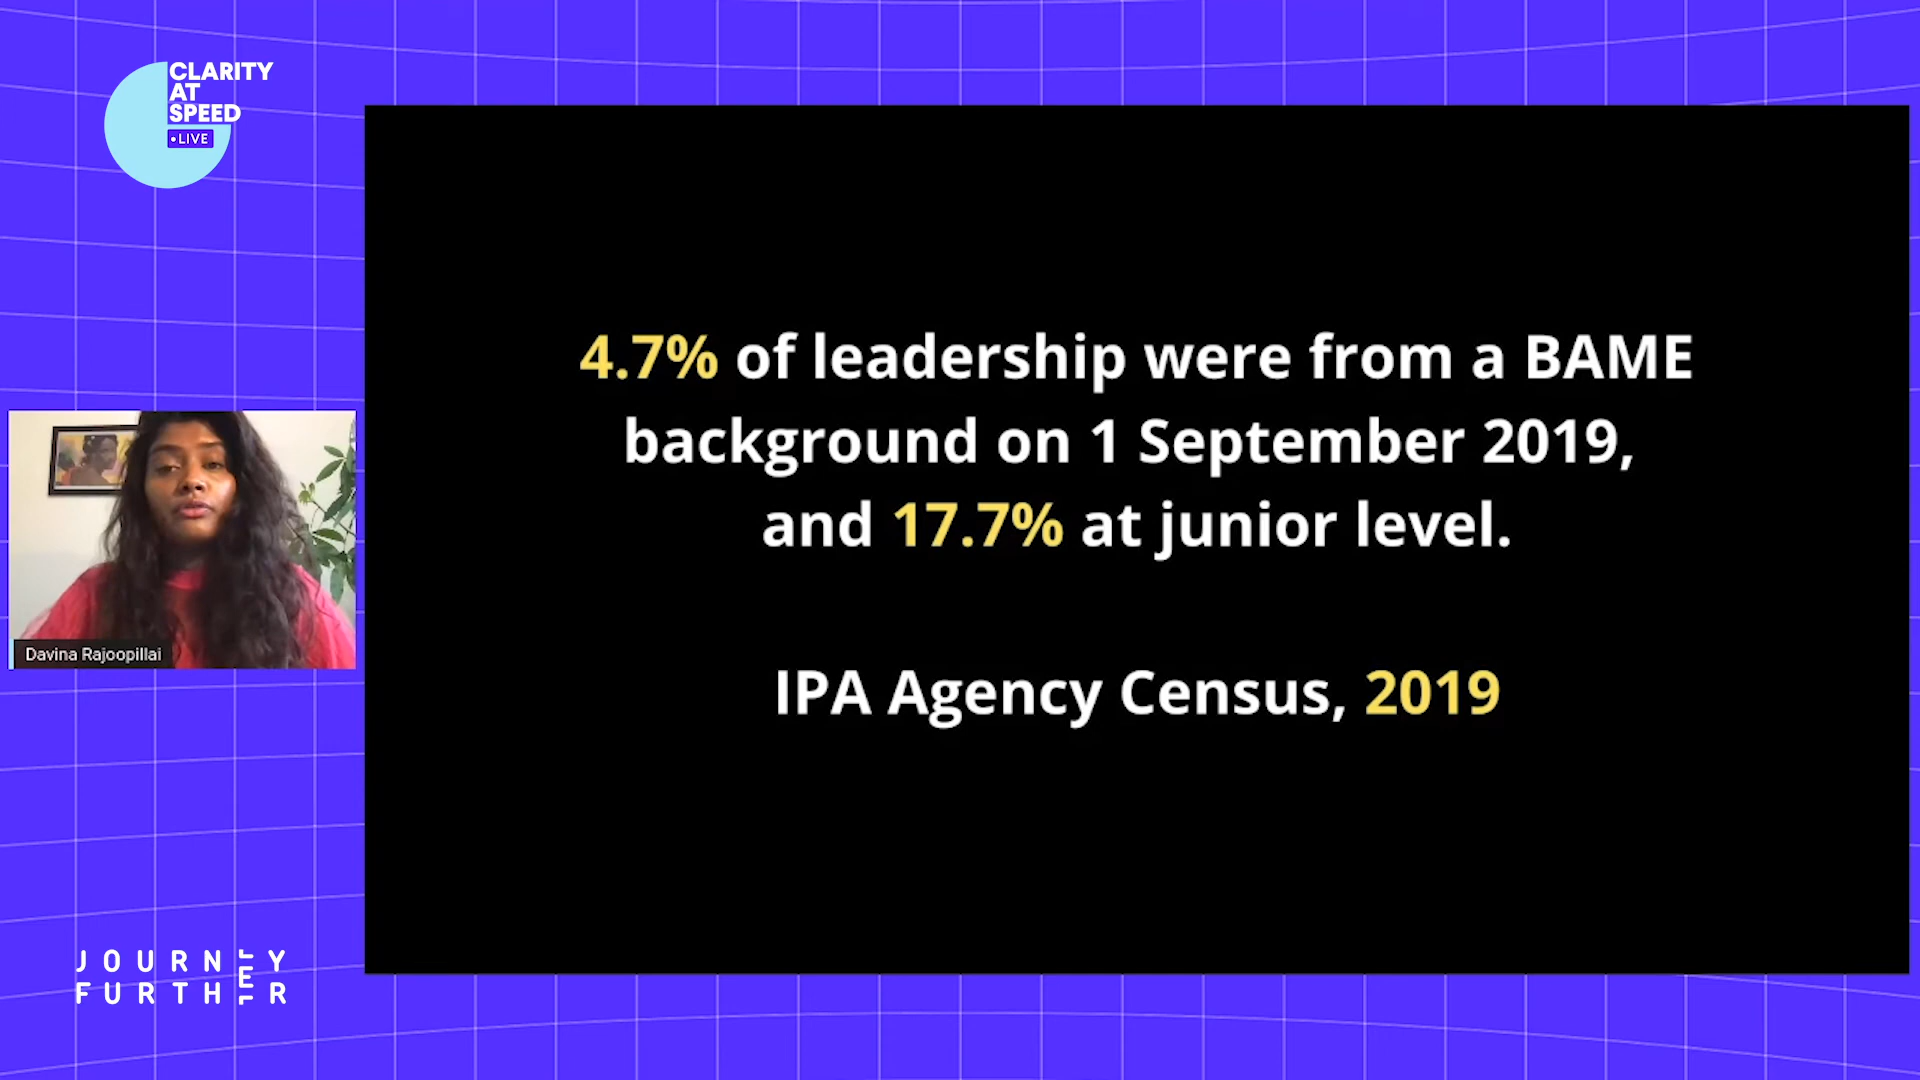 CLARITY
AT
SPEED
•LIVE
4.7% of leadership were from a BAME
background on 1 September 2019,
and 17.7% at junior level.
IPA Agency Census, 2019
Davina Rajoopillai
JOURNEY
FURTHER